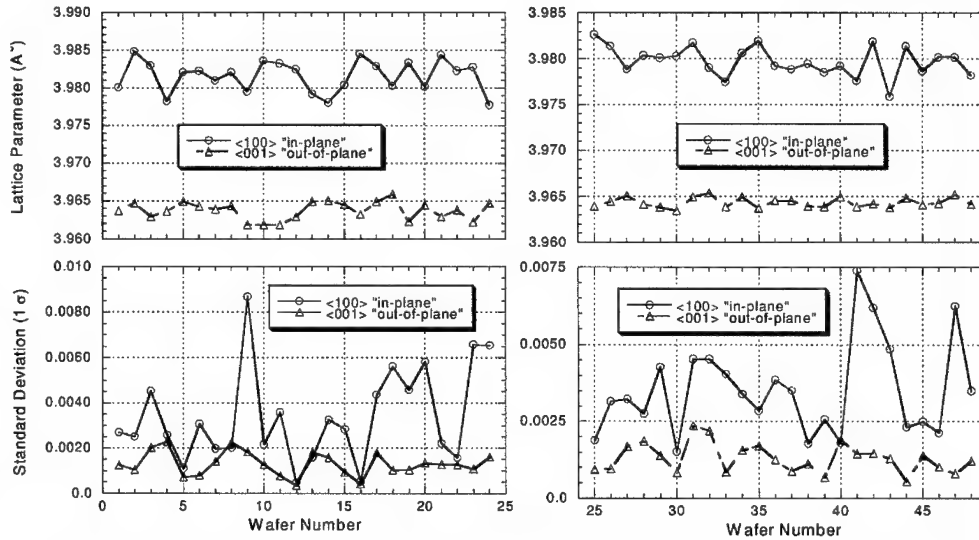 Lattice Parameter (A˚)
3.990
3.985
3.980
3.975
3.970
3.965
3.960
<100> "in-plane"
<001> "out-of-plane"
3.985
3.980
3.975
3.970
3.965
3.960
<100> "in-plane"
<001> "out-of-plane"
Standard Deviation (1 σ)
0.010
0.0080
0.0060
0.0040
0.0020
0.0
<100> "in-plane"
<001> "out-of-plane"
0 5 10 15 20 25
Wafer Number
0.0075
0.0050
0.0025
0.0
<100> "in-plane"
<001> "out-of-plane"
25 30 35 40 45
Wafer Number